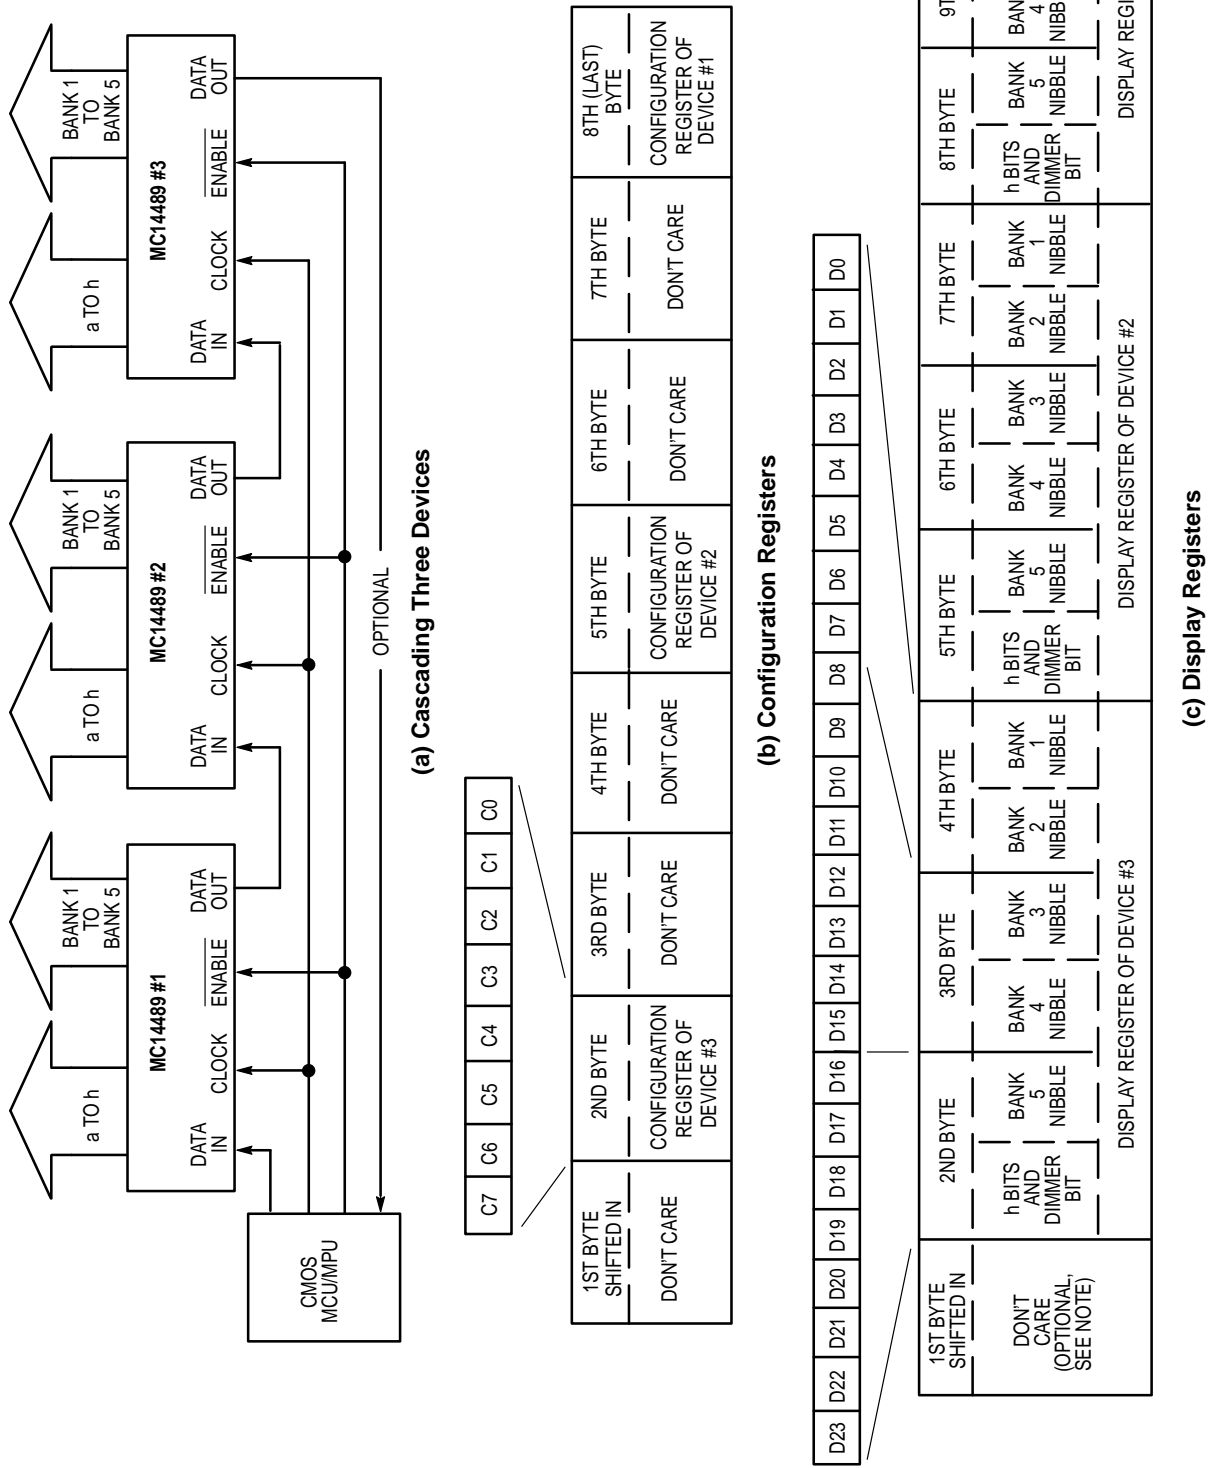 CMOS
MCU/MPU
a TO h
BANK 1
TO
BANK 5
MC14489 #1
DATA
IN
CLOCK
ENABLE
DATA
OUT
a TO h
BANK 1
TO
BANK 5
MC14489 #2
DATA
IN
CLOCK
ENABLE
DATA
OUT
a TO h
BANK 1
TO
BANK 5
MC14489 #3
DATA
IN
CLOCK
ENABLE
DATA
OUT
OPTIONAL
(a) Cascading Three Devices
C7 C6 C5 C4 C3 C2 C1 C0
1ST BYTE
SHIFTED IN
DON'T CARE
2ND BYTE
CONFIGURATION
REGISTER OF
DEVICE #3
3RD BYTE
DON'T CARE
4TH BYTE
DON'T CARE
5TH BYTE
CONFIGURATION
REGISTER OF
DEVICE #2
6TH BYTE
DON'T CARE
7TH BYTE
DON'T CARE
8TH (LAST)
BYTE
CONFIGURATION
REGISTER OF
DEVICE #1
(b) Configuration Registers
D23 D22 D21 D20 D19 D18 D17 D16 D15 D14 D13 D12 D11 D10 D9 D8 D7 D6 D5 D4 D3 D2 D1 D0
1ST BYTE
SHIFTED IN
DON'T
CARE
(OPTIONAL,
SEE NOTE)
2ND BYTE
h BITS
AND
DIMMER
BIT
BANK
5
NIBBLE
3RD BYTE
BANK
4
NIBBLE
BANK
3
NIBBLE
4TH BYTE
BANK
2
NIBBLE
BANK
1
NIBBLE
DISPLAY REGISTER OF DEVICE #3
5TH BYTE
h BITS
AND
DIMMER
BIT
BANK
5
NIBBLE
6TH BYTE
BANK
4
NIBBLE
BANK
3
NIBBLE
7TH BYTE
BANK
2
NIBBLE
BANK
1
NIBBLE
DISPLAY REGISTER OF DEVICE #2
8TH BYTE
h BITS
AND
DIMMER
BIT
BANK
5
NIBBLE
9T
BAN
4
NIBB
DISPLAY REGI
(c) Display Registers